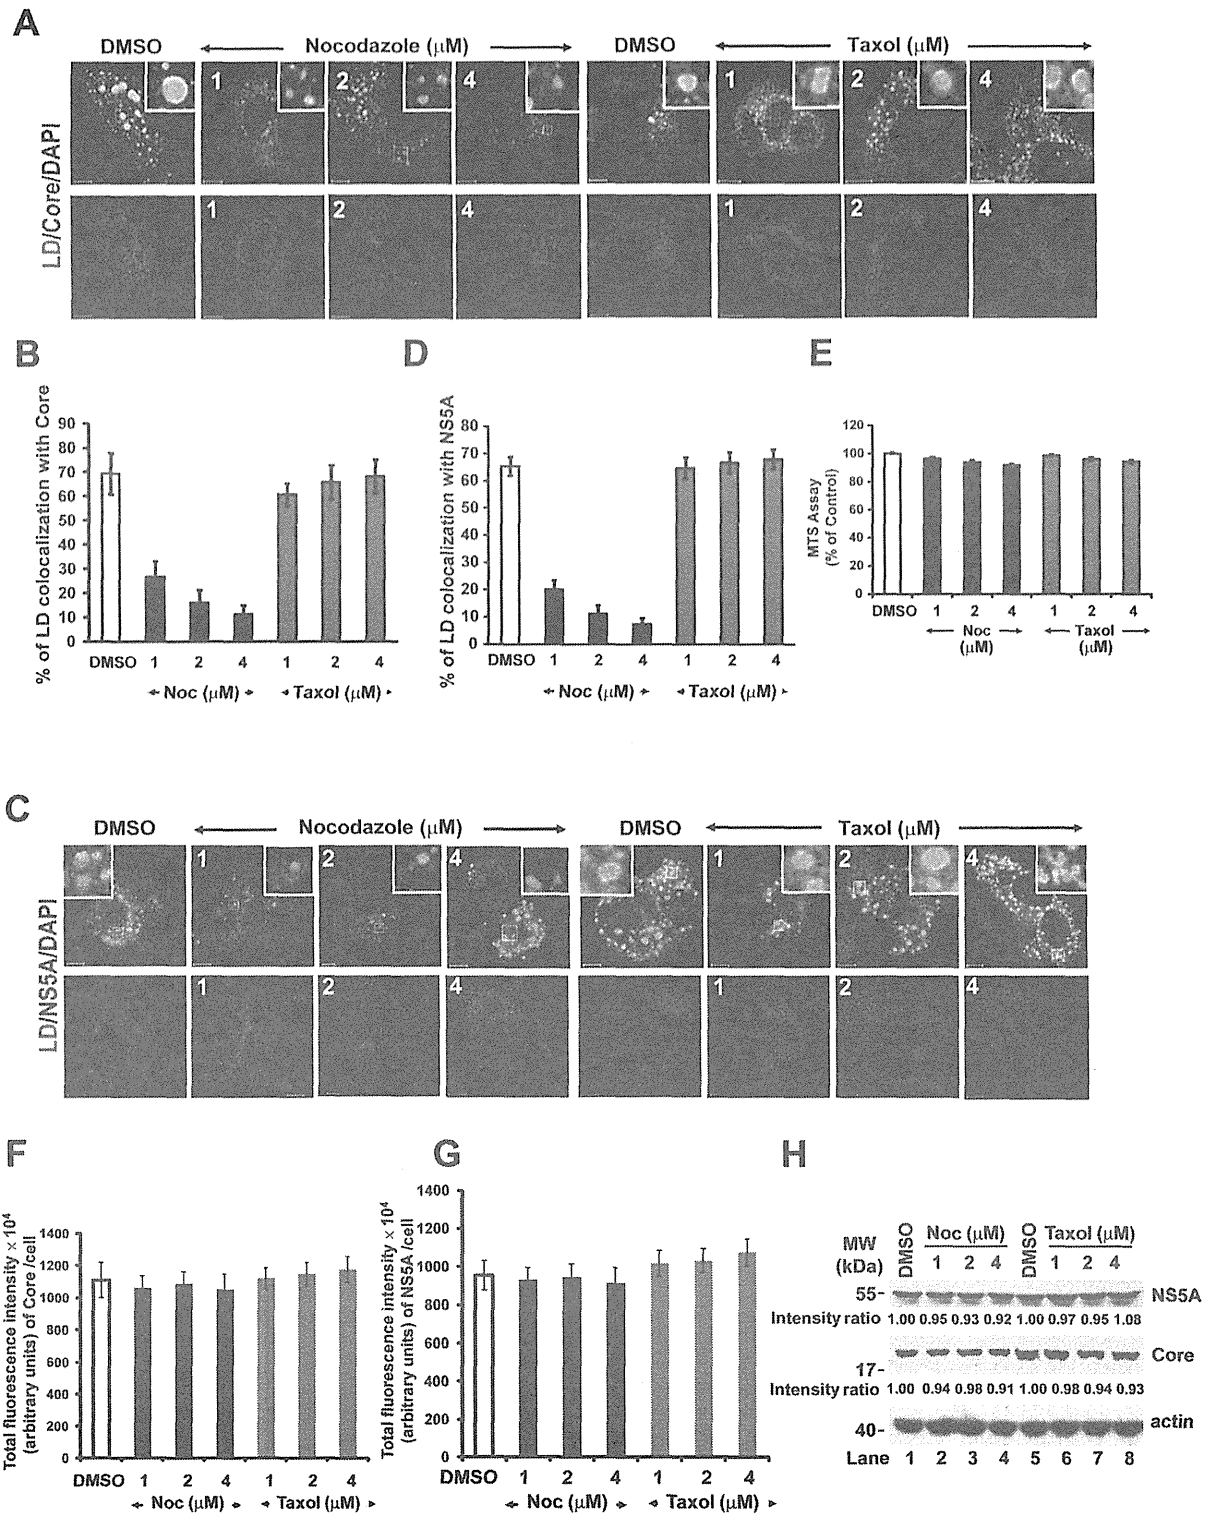 A
DMSO Nocodazole (μM) DMSO Taxol (μM)
1 2 4 1 2 4
LD/Core/DAPI
1 2 4 1 2 4
B
% of LD colocalization with Core
90
80
70
60
50
40
30
20
10
0
DMSO 1 2 4 1 2 4
Noc (μM) Taxol (μM)
D
% of LD colocalization with NS5A
80
70
60
50
40
30
20
10
0
DMSO 1 2 4 1 2 4
Noc (μM) Taxol (μM)
E
MTS Assay
(% of Control)
120
100
80
60
40
20
0
DMSO 1 2 4 1 2 4
Noc Taxol
(μM) (μM)
C
DMSO Nocodazole (μM) DMSO Taxol (μM)
1 2 4 1 2 4
LD/NS5A/DAPI
1 2 4 1 2 4
F
Total fluorescence intensity × 10⁴
(arbitrary units) of Core /cell
1400
1200
1000
800
600
400
200
0
DMSO 1 2 4 1 2 4
Noc (μM) Taxol (μM)
G
Total fluorescence intensity × 10⁴
(arbitrary units) of NS5A /cell
1400
1200
1000
800
600
400
200
0
DMSO 1 2 4 1 2 4
Noc (μM) Taxol (μM)
H
MW
(kDa)
DMSO Noc (μM) DMSO Taxol (μM)
1 2 4 1 2 4
55- NS5A
Intensity ratio 1.00 0.95 0.93 0.92 1.00 0.97 0.95 1.08
Core
17-
Intensity ratio 1.00 0.94 0.98 0.91 1.00 0.98 0.94 0.93
40- actin
Lane 1 2 3 4 5 6 7 8